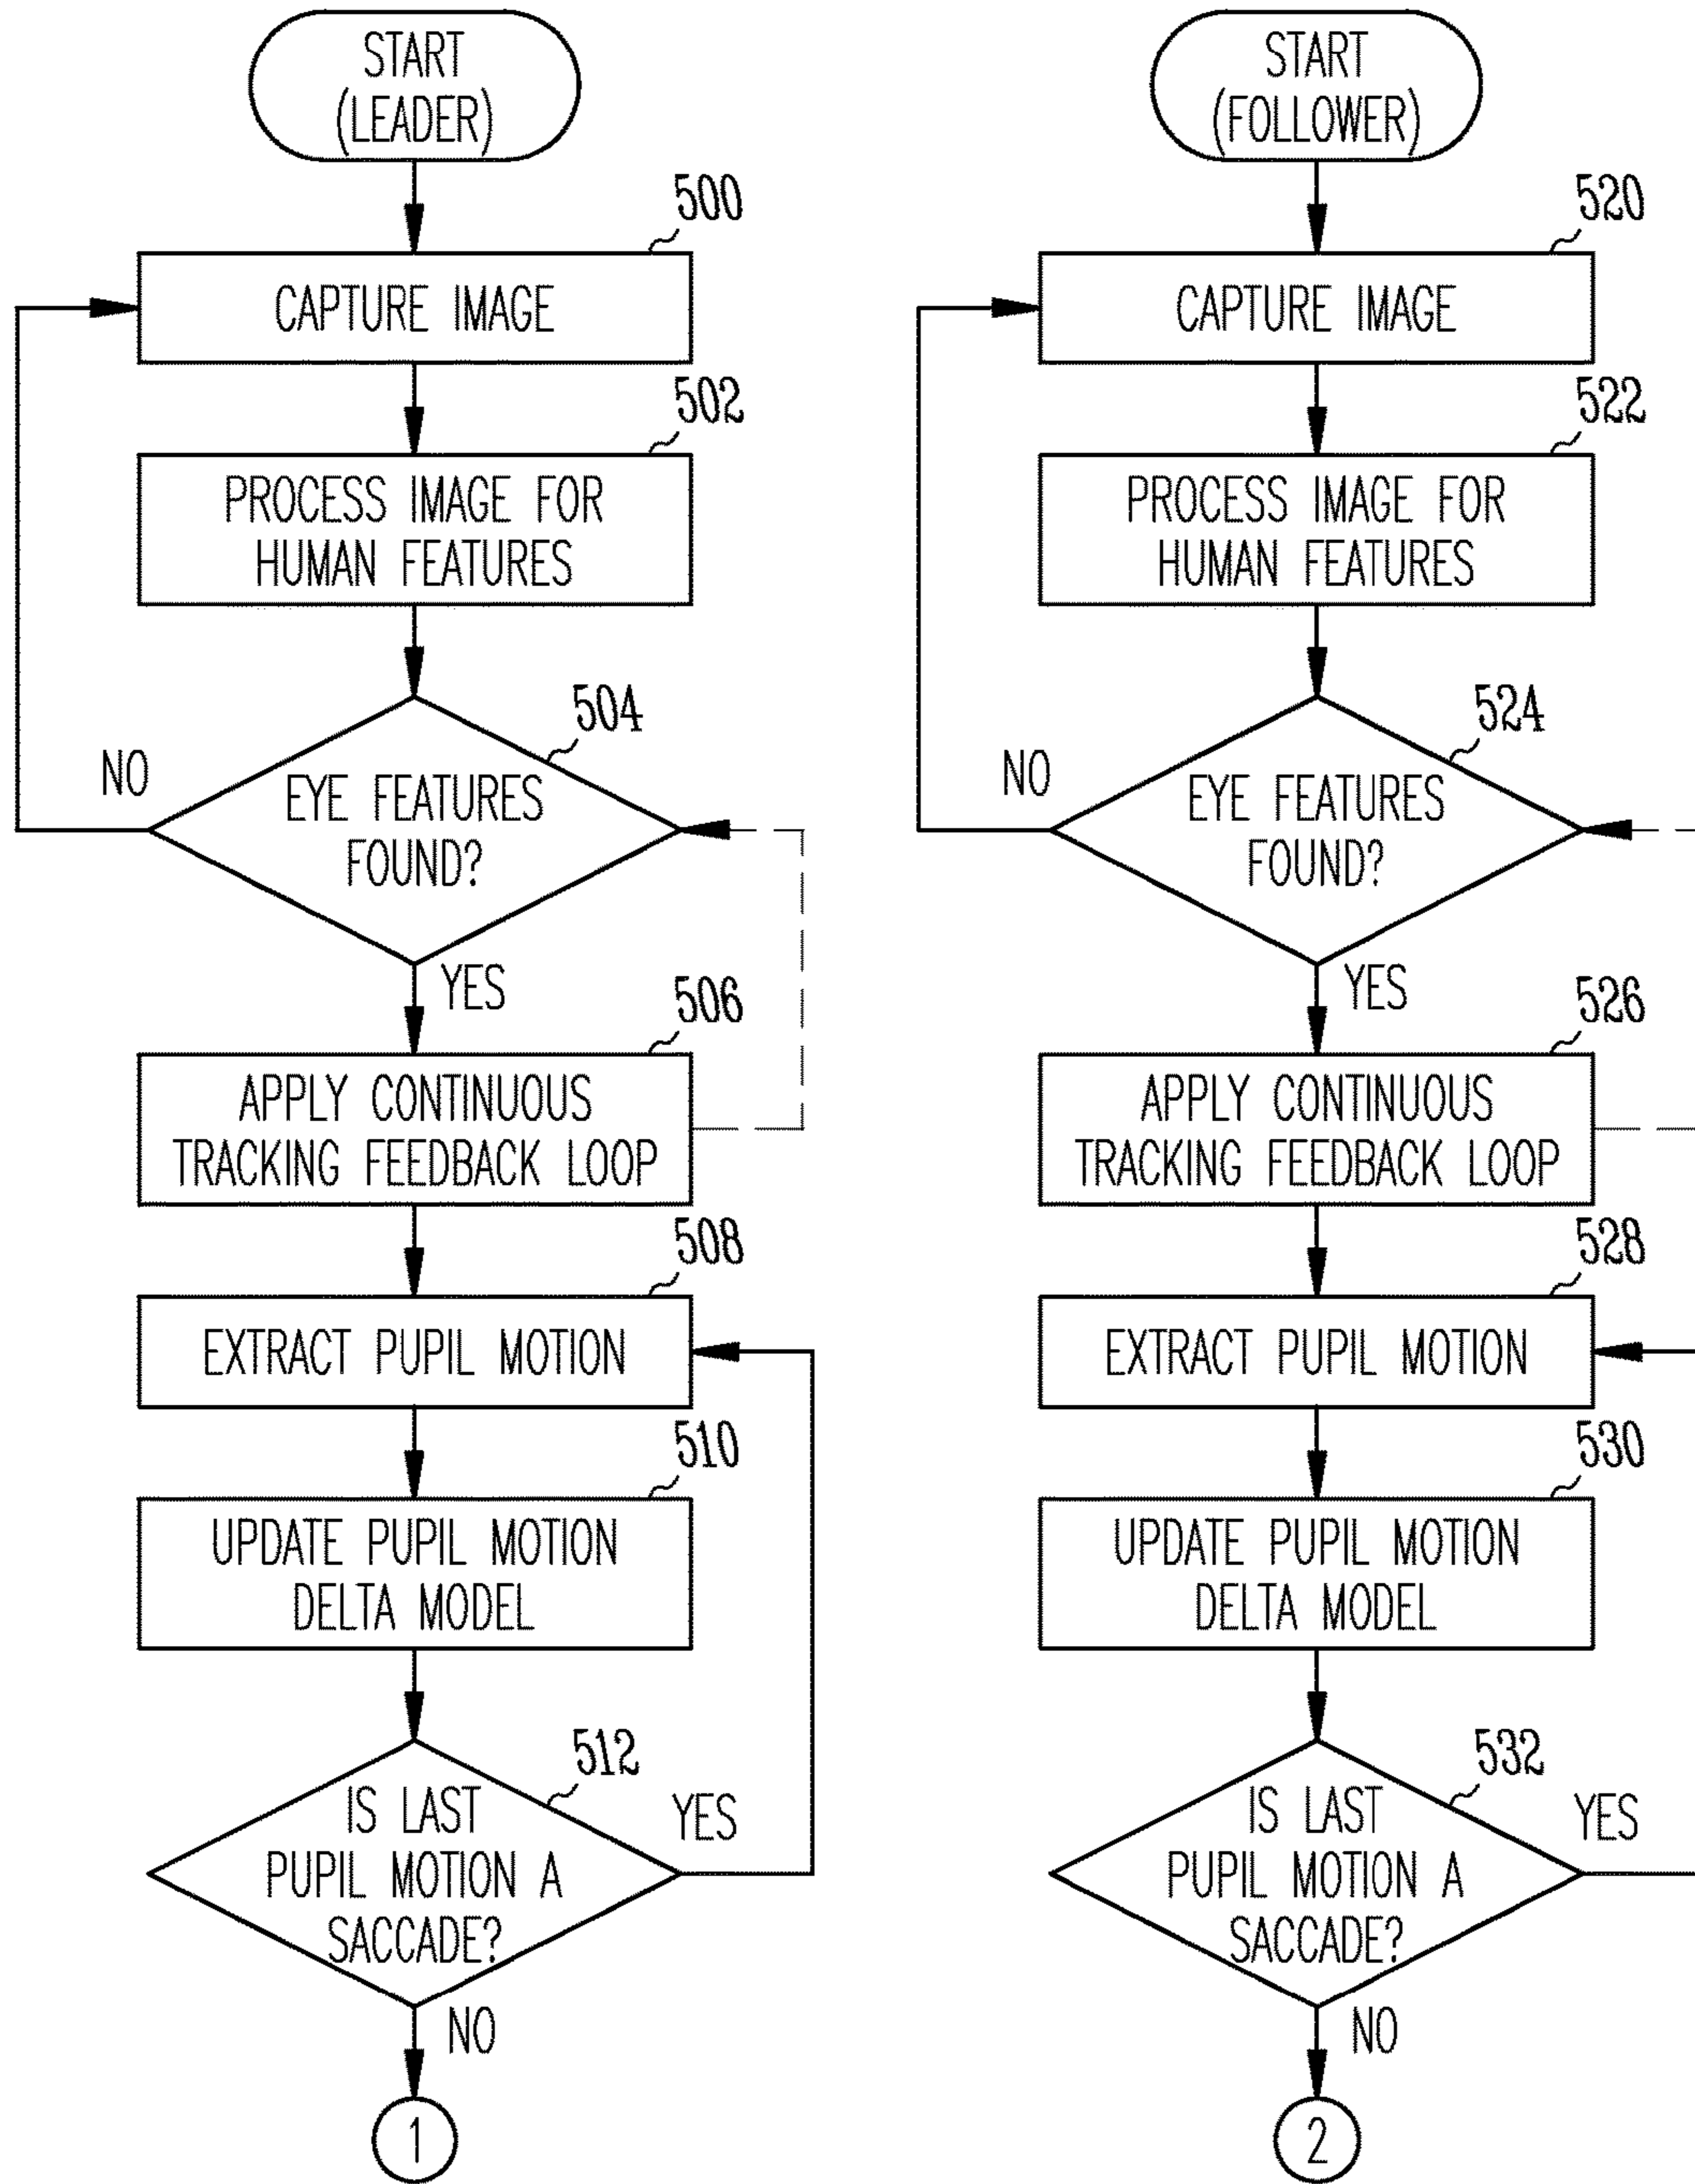 START
(LEADER)
500
CAPTURE IMAGE
502
PROCESS IMAGE FOR
HUMAN FEATURES
504
NO
EYE FEATURES
FOUND?
YES
506
APPLY CONTINUOUS
TRACKING FEEDBACK LOOP
508
EXTRACT PUPIL MOTION
510
UPDATE PUPIL MOTION
DELTA MODEL
512
IS LAST
YES
PUPIL MOTION A
SACCADE?
NO
1
START
(FOLLOWER)
520
CAPTURE IMAGE
522
PROCESS IMAGE FOR
HUMAN FEATURES
524
NO
EYE FEATURES
FOUND?
YES
526
APPLY CONTINUOUS
TRACKING FEEDBACK LOOP
528
EXTRACT PUPIL MOTION
530
UPDATE PUPIL MOTION
DELTA MODEL
532
IS LAST
YES
PUPIL MOTION A
SACCADE?
NO
2